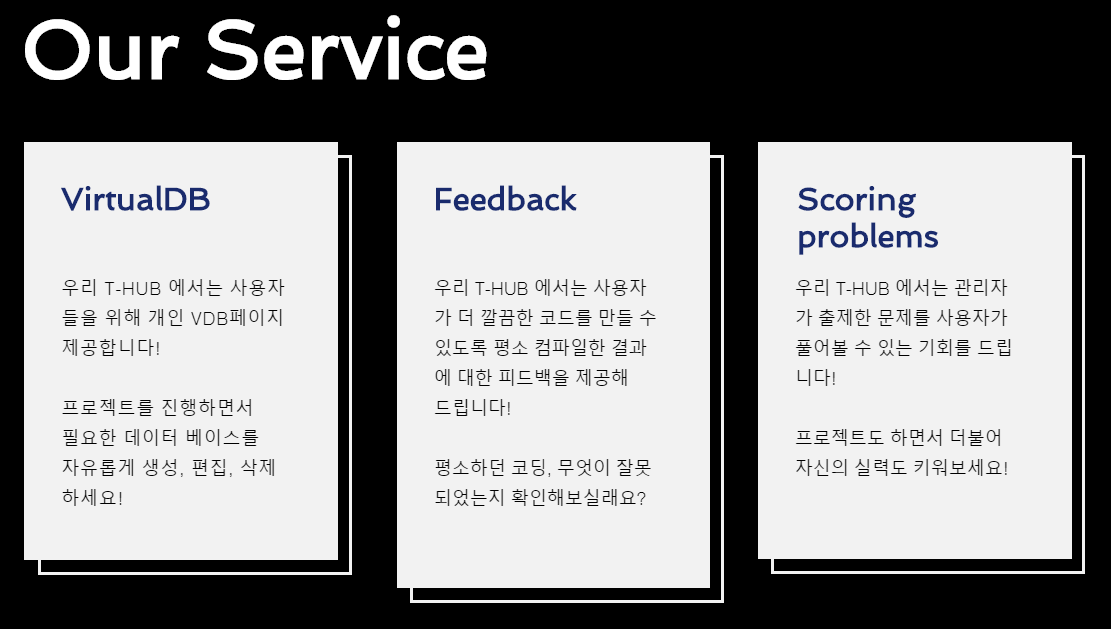 Our Service
VirtualDB
우리 T-HUB 에서는 사용자
들을 위해 개인 VDB페이지
제공합니다!
프로젝트를 진행하면서
필요한 데이터 베이스를
자유롭게 생성, 편집, 삭제
하세요!
Feedback
우리 T-HUB 에서는 사용자
가 더 깔끔한 코드를 만들 수
있도록 평소 컴파일한 결과
에 대한 피드백을 제공해
드립니다!
평소하던 코딩, 무엇이 잘못
되었는지 확인해보실래요?
Scoring
problems
우리 T-HUB 에서는 관리자
가 출제한 문제를 사용자가
풀어볼 수 있는 기회를 드립
니다!
프로젝트도 하면서 더불어
자신의 실력도 키워보세요!